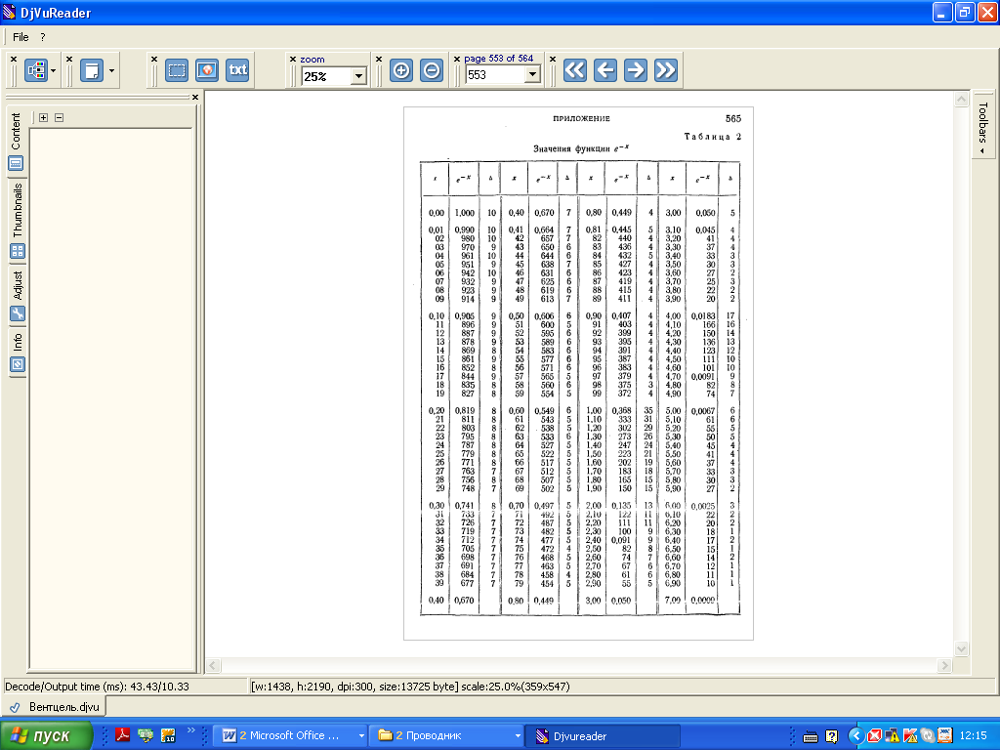 DjVuReader
File ?
zoom
25%
page 553 of 564
553
txt
Content
Thumbnails
Adjust
Info
Toolbars
ПРИЛОЖЕНИЕ 565
Таблица 2
Значения функции e−x
x e−x Δ x e−x Δ x e−x Δ x e−x Δ
0,00 1,000 10 0,40 0,670 7 0,80 0,449 4 3,00 0,050 5
0,01 0,990 10 0,41 0,664 7 0,81 0,445 5 3,10 0,045 4
02 980 10 42 657 7 82 440 4 3,20 41 4
03 970 9 43 650 6 83 436 4 3,30 37 4
04 961 10 44 644 6 84 432 5 3,40 33 3
05 951 9 45 638 7 85 427 4 3,50 30 3
06 942 10 46 631 6 86 423 4 3,60 27 2
07 932 9 47 625 6 87 419 4 3,70 25 3
08 923 9 48 619 6 88 415 4 3,80 22 2
09 914 9 49 613 7 89 411 4 3,90 20 2
0,10 0,905 9 0,50 0,606 6 0,90 0,407 4 4,00 0,0183 17
11 896 9 51 600 5 91 403 4 4,10 166 16
12 887 9 52 595 6 92 399 4 4,20 150 14
13 878 9 53 589 6 93 395 4 4,30 136 13
14 869 8 54 583 6 94 391 4 4,40 123 12
15 861 9 55 577 6 95 387 4 4,50 111 10
16 852 8 56 571 6 96 383 4 4,60 101 10
17 844 9 57 565 5 97 379 4 4,70 0,0091 9
18 835 8 58 560 6 98 375 3 4,80 82 8
19 827 8 59 554 5 99 372 4 4,90 74 7
0,20 0,819 8 0,60 0,549 6 1,00 0,368 35 5,00 0,0067 6
21 811 8 61 543 5 1,10 333 31 5,10 61 6
22 803 8 62 538 5 1,20 302 29 5,20 55 5
23 795 8 63 533 6 1,30 273 26 5,30 50 5
24 787 8 64 527 5 1,40 247 24 5,40 45 4
25 779 8 65 522 5 1,50 223 21 5,50 41 4
26 771 8 66 517 5 1,60 202 19 5,60 37 4
27 763 7 67 512 5 1,70 183 18 5,70 33 3
28 756 8 68 507 5 1,80 165 15 5,80 30 3
29 748 7 69 502 5 1,90 150 15 5,90 27 2
0,30 0,741 8 0,70 0,497 5 2,00 0,135 13 6,00 0,0025 3
31 733 7 71 492 5 2,10 122 11 6,10 22 2
32 726 7 72 487 5 2,20 111 11 6,20 20 2
33 719 7 73 482 5 2,30 100 9 6,30 18 1
34 712 7 74 477 5 2,40 0,091 9 6,40 17 2
35 705 7 75 472 4 2,50 82 8 6,50 15 1
36 698 7 76 468 5 2,60 74 7 6,60 14 2
37 691 7 77 463 5 2,70 67 6 6,70 12 1
38 684 7 78 458 4 2,80 61 6 6,80 11 1
39 677 7 79 454 5 2,90 55 5 6,90 10 1
0,40 0,670 0,80 0,449 3,00 0,050 7,00 0,0009
Decode/Output time (ms): 43.43/10.33 [w:1438, h:2190, dpi:300, size:13725 byte] scale:25.0%(359x547)
Вентцель.djvu
пуск
2 Microsoft Office ...
2 Проводник
Djvureader
12:15